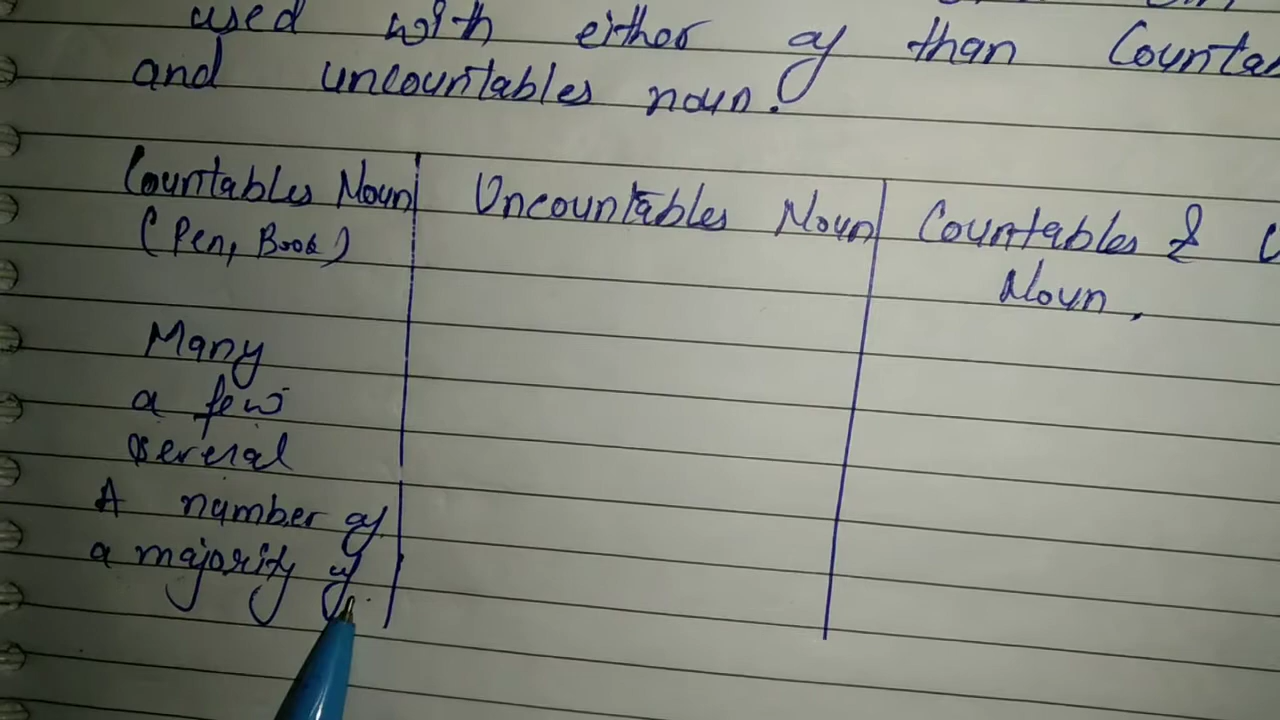 used with either of than Counta
and uncountables noun.
Countables Noun
(Pen, Book)
Uncountables Noun
Countables &
Noun.
Many
a few
several
A number of
a majority of